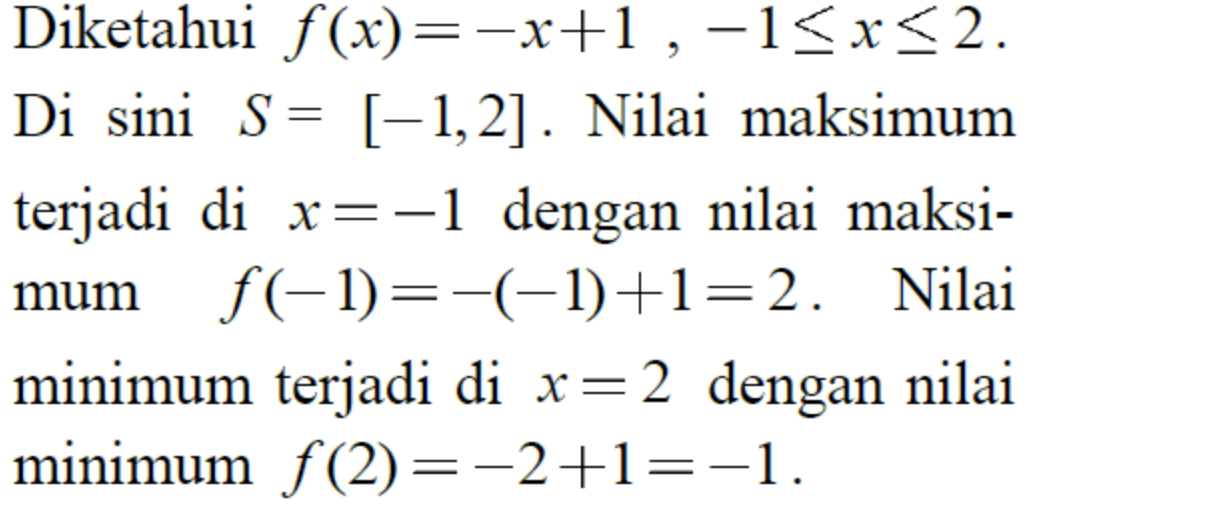 Diketahui f(x)=−x+1 , −1≤x≤2.
Di sini S= [−1,2]. Nilai maksimum
terjadi di x=−1 dengan nilai maksi-
mum f(−1)=−(−1)+1=2. Nilai
minimum terjadi di x=2 dengan nilai
minimum f(2)=−2+1=−1.